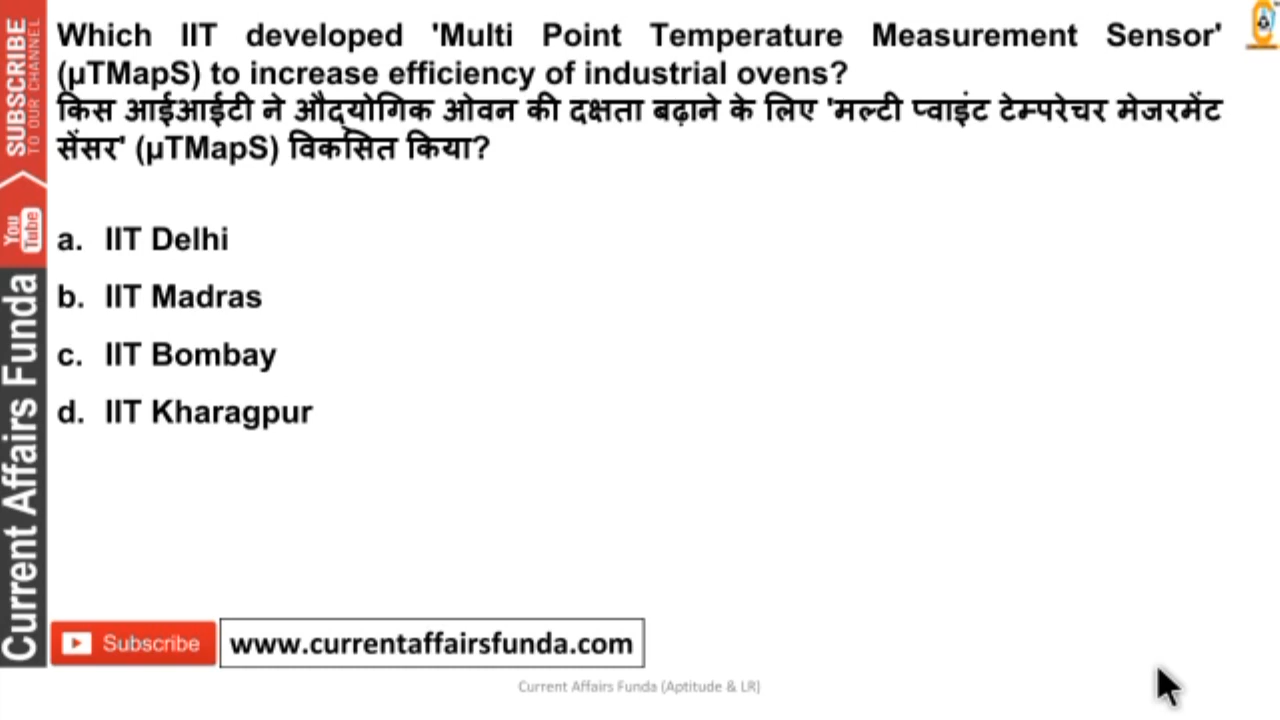 Which IIT developed 'Multi Point Temperature Measurement Sensor'
(μTMapS) to increase efficiency of industrial ovens?
किस आईआईटी ने औद्योगिक ओवन की दक्षता बढ़ाने के लिए 'मल्टी प्वाइंट टेम्परेचर मेजरमेंट
सेंसर' (μTMapS) विकसित किया?
a. IIT Delhi
b. IIT Madras
c. IIT Bombay
d. IIT Kharagpur
SUBSCRIBE
TO OUR CHANNEL
You
Tube
Current Affairs Funda
Subscribe
www.currentaffairsfunda.com
Current Affairs Funda (Aptitude & LR)